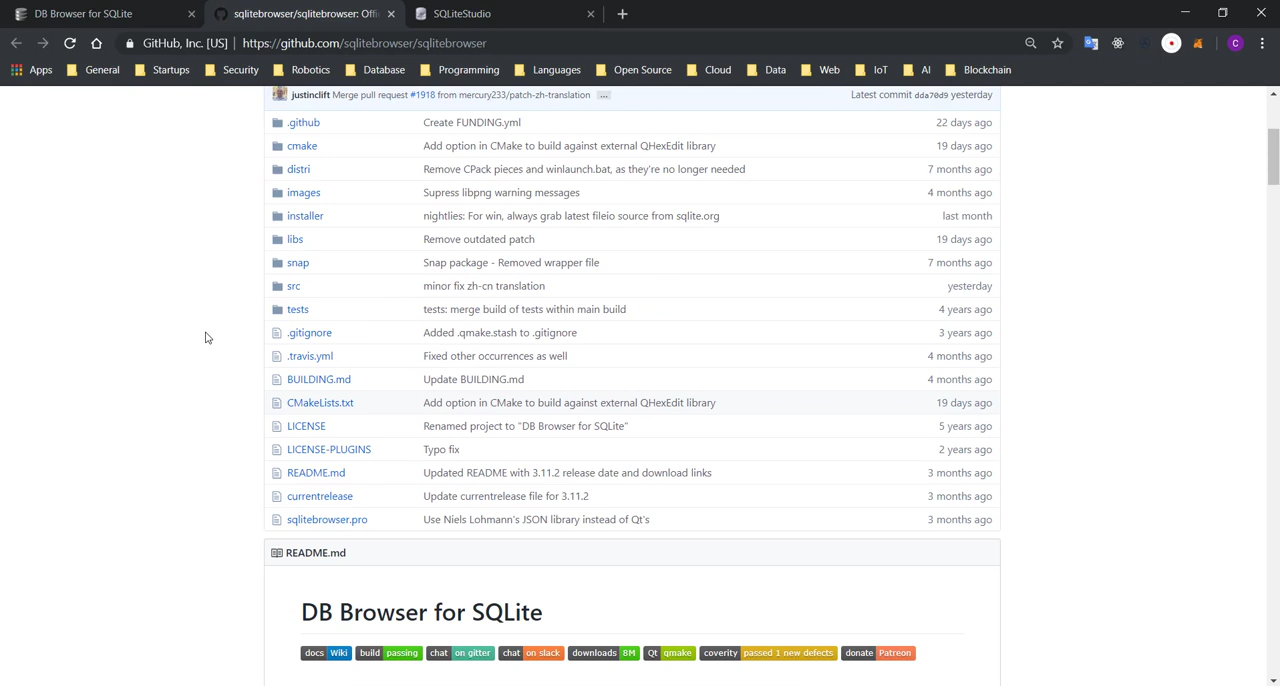 DB Browser for SQLite
sqlitebrowser/sqlitebrowser: Offi
SQLiteStudio
GitHub, Inc. [US] | https://github.com/sqlitebrowser/sqlitebrowser
C
Apps General Startups Security Robotics Database Programming Languages Open Source Cloud Data Web IoT AI Blockchain
justinclift Merge pull request #1918 from mercury233/patch-zh-translation ... Latest commit dda70d9 yesterday
.github Create FUNDING.yml 22 days ago
cmake Add option in CMake to build against external QHexEdit library 19 days ago
distri Remove CPack pieces and winlaunch.bat, as they're no longer needed 7 months ago
images Supress libpng warning messages 4 months ago
installer nightlies: For win, always grab latest fileio source from sqlite.org last month
libs Remove outdated patch 19 days ago
snap Snap package - Removed wrapper file 7 months ago
src minor fix zh-cn translation yesterday
tests tests: merge build of tests within main build 4 years ago
.gitignore Added .qmake.stash to .gitignore 3 years ago
.travis.yml Fixed other occurrences as well 4 months ago
BUILDING.md Update BUILDING.md 4 months ago
CMakeLists.txt Add option in CMake to build against external QHexEdit library 19 days ago
LICENSE Renamed project to "DB Browser for SQLite" 5 years ago
LICENSE-PLUGINS Typo fix 2 years ago
README.md Updated README with 3.11.2 release date and download links 3 months ago
currentrelease Update currentrelease file for 3.11.2 3 months ago
sqlitebrowser.pro Use Niels Lohmann's JSON library instead of Qt's 3 months ago
README.md
DB Browser for SQLite
docs Wiki build passing chat on gitter chat on slack downloads 8M Qt qmake coverity passed 1 new defects donate Patreon